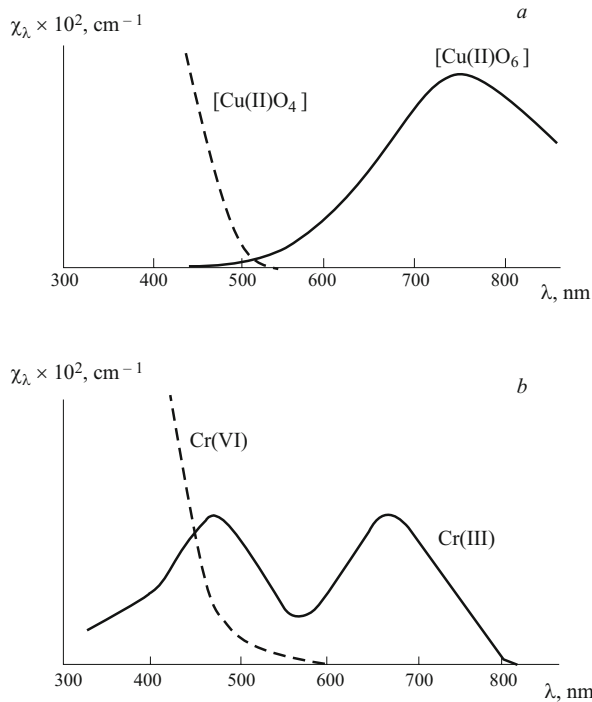 χλ × 10², cm⁻¹
a
[Cu(II)O₆]
[Cu(II)O₄]
300 400 500 600 700 800
λ, nm
χλ × 10², cm⁻¹
b
Cr(VI)
Cr(III)
300 400 500 600 700 800
λ, nm